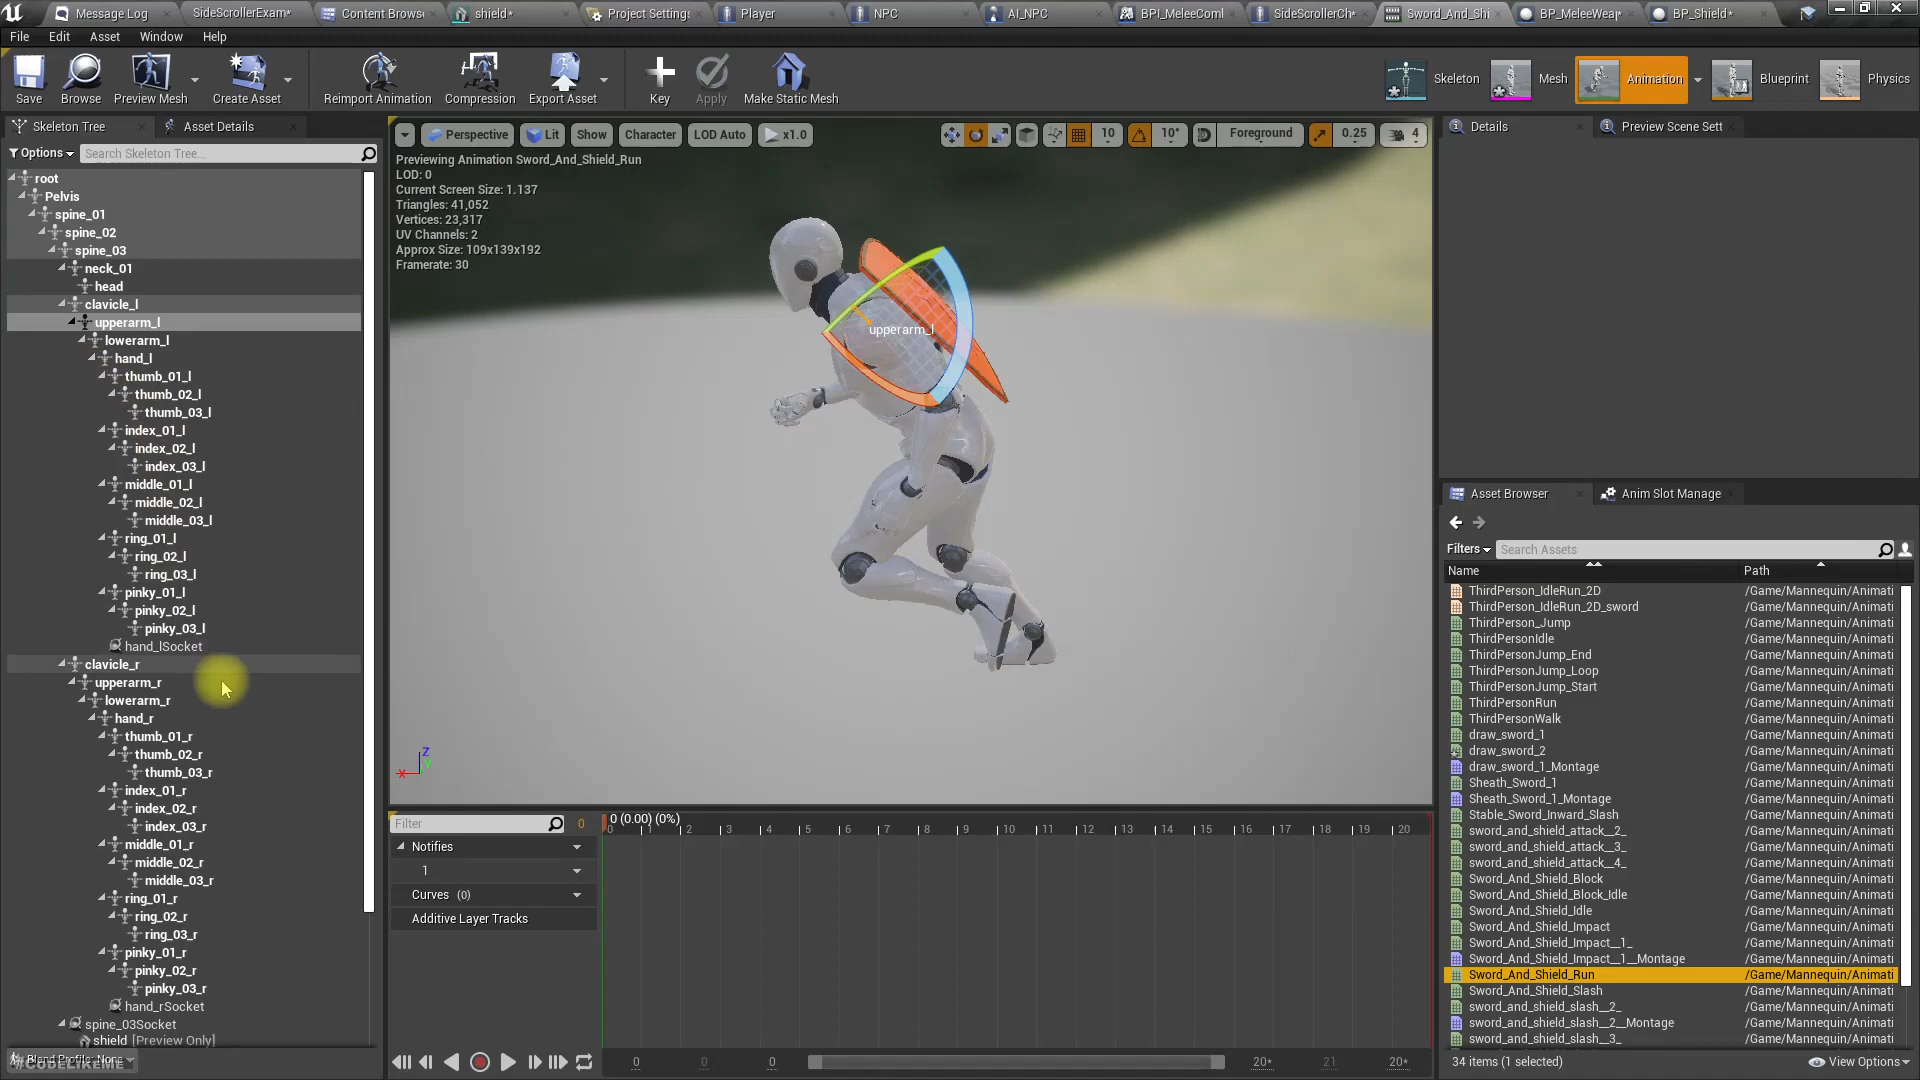 Message Log
SideScrollerExam*
Content Brows
shield*
Project Settings
Player
NPC
AI_NPC
BPI_MeleeComl
SideScrollerCh*
Sword_And_Shi
BP_MeleeWeap
BP_Shield*
File
Edit
Asset
Window
Help
Save
Browse
Preview Mesh
Create Asset
Reimport Animation
Compression
Export Asset
Key
Apply
Make Static Mesh
Skeleton
Mesh
Animation
Blueprint
Physics
Skeleton Tree
Asset Details
Options
Search Skeleton Tree...
root
Pelvis
spine_01
spine_02
spine_03
neck_01
head
clavicle_l
upperarm_l
lowerarm_l
hand_l
thumb_01_l
thumb_02_l
thumb_03_l
index_01_l
index_02_l
index_03_l
middle_01_l
middle_02_l
middle_03_l
ring_01_l
ring_02_l
ring_03_l
pinky_01_l
pinky_02_l
pinky_03_l
hand_lSocket
clavicle_r
upperarm_r
lowerarm_r
hand_r
thumb_01_r
thumb_02_r
thumb_03_r
index_01_r
index_02_r
index_03_r
middle_01_r
middle_02_r
middle_03_r
ring_01_r
ring_02_r
ring_03_r
pinky_01_r
pinky_02_r
pinky_03_r
hand_rSocket
spine_03Socket
shield [Preview Only]
Blend Profile: None
#CODELIKEME
Perspective
Lit
Show
Character
LOD Auto
x1.0
10
10°
Foreground
0.25
4
Previewing Animation Sword_And_Shield_Run
LOD: 0
Current Screen Size: 1.137
Triangles: 41,052
Vertices: 23,317
UV Channels: 2
Approx Size: 109x139x192
Framerate: 30
upperarm_l
Z
Y
X
Filter
0
0 (0.00) (0%)
0 1 2 3 4 5 6 7 8 9 10 11 12 13 14 15 16 17 18 19 20
Notifies
1
Curves (0)
Additive Layer Tracks
0
0
0
20*
21
20*
Details
Preview Scene Sett
Asset Browser
Anim Slot Manage
Filters
Search Assets
Name
Path
ThirdPerson_IdleRun_2D /Game/Mannequin/Animati
ThirdPerson_IdleRun_2D_sword /Game/Mannequin/Animati
ThirdPerson_Jump /Game/Mannequin/Animati
ThirdPersonIdle /Game/Mannequin/Animati
ThirdPersonJump_End /Game/Mannequin/Animati
ThirdPersonJump_Loop /Game/Mannequin/Animati
ThirdPersonJump_Start /Game/Mannequin/Animati
ThirdPersonRun /Game/Mannequin/Animati
ThirdPersonWalk /Game/Mannequin/Animati
draw_sword_1 /Game/Mannequin/Animati
draw_sword_2 /Game/Mannequin/Animati
draw_sword_1_Montage /Game/Mannequin/Animati
Sheath_Sword_1 /Game/Mannequin/Animati
Sheath_Sword_1_Montage /Game/Mannequin/Animati
Stable_Sword_Inward_Slash /Game/Mannequin/Animati
sword_and_shield_attack__2_ /Game/Mannequin/Animati
sword_and_shield_attack__3_ /Game/Mannequin/Animati
sword_and_shield_attack__4_ /Game/Mannequin/Animati
Sword_And_Shield_Block /Game/Mannequin/Animati
Sword_And_Shield_Block_Idle /Game/Mannequin/Animati
Sword_And_Shield_Idle /Game/Mannequin/Animati
Sword_And_Shield_Impact /Game/Mannequin/Animati
Sword_And_Shield_Impact__1_ /Game/Mannequin/Animati
Sword_And_Shield_Impact__1__Montage /Game/Mannequin/Animati
Sword_And_Shield_Run /Game/Mannequin/Animati
Sword_And_Shield_Slash /Game/Mannequin/Animati
sword_and_shield_slash__2_ /Game/Mannequin/Animati
sword_and_shield_slash__2__Montage /Game/Mannequin/Animati
sword_and_shield_slash__3_ /Game/Mannequin/Animati
34 items (1 selected)
View Options